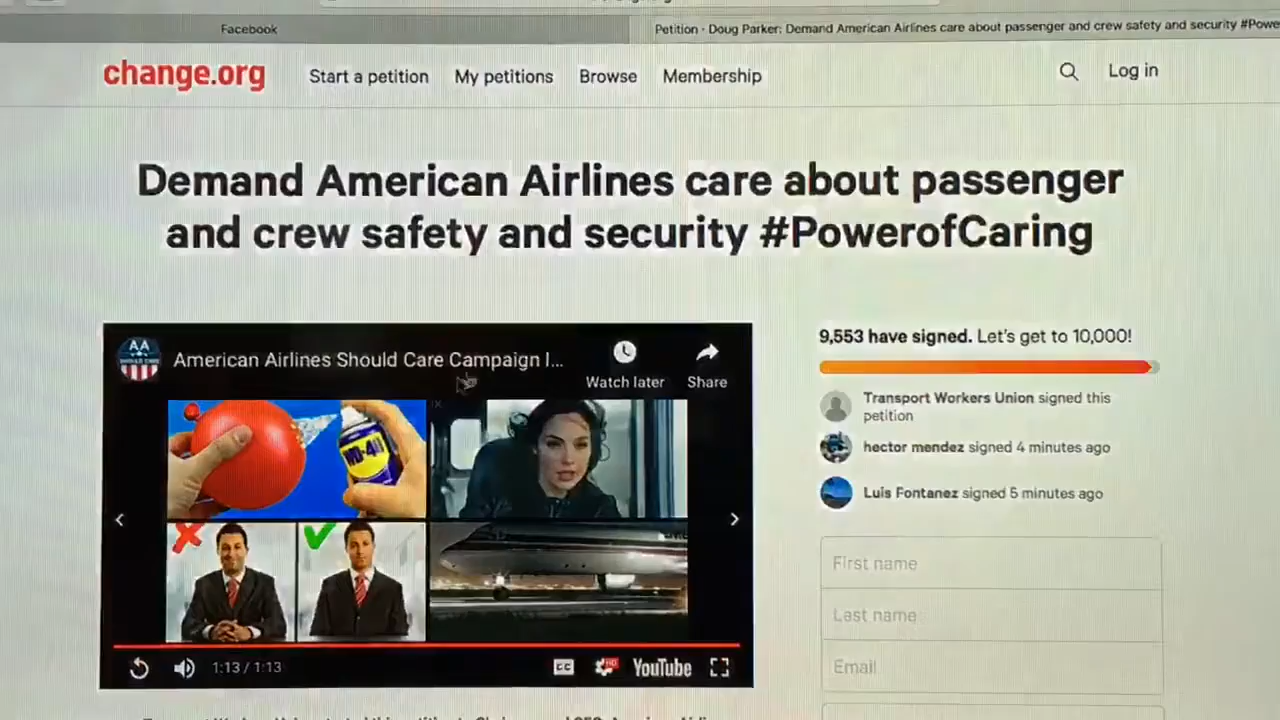 Facebook
Petition · Doug Parker: Demand American Airlines care about passenger and crew safety and security #Powe
change.org
Start a petition
My petitions
Browse
Membership
Log in
Demand American Airlines care about passenger
and crew safety and security #PowerofCaring
AA
American Airlines Should Care Campaign I...
Watch later
Share
WD-40
9,553 have signed. Let's get to 10,000!
Transport Workers Union signed this
petition
hector mendez signed 4 minutes ago
Luis Fontanez signed 5 minutes ago
First name
Last name
Email
1:13 / 1:13
CC
HD
YouTube